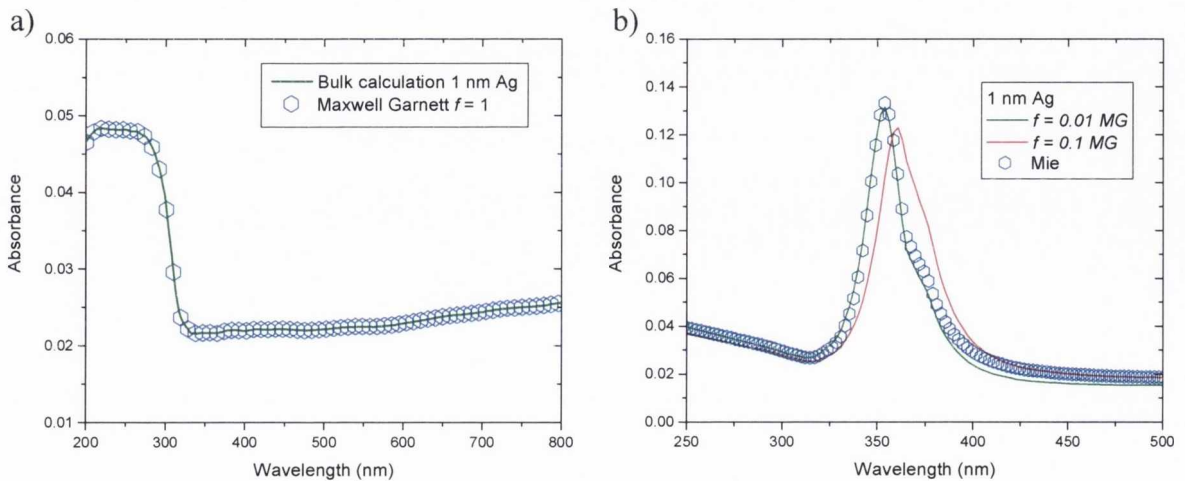 a)
0.06
0.05
0.04
0.03
0.02
0.01
Absorbance
Bulk calculation 1 nm Ag
Maxwell Garnett f = 1
200 300 400 500 600 700 800
Wavelength (nm)
b)
0.16
0.14
0.12
0.10
0.08
0.06
0.04
0.02
0.00
Absorbance
1 nm Ag
f = 0.01 MG
f = 0.1 MG
Mie
250 300 350 400 450 500
Wavelength (nm)